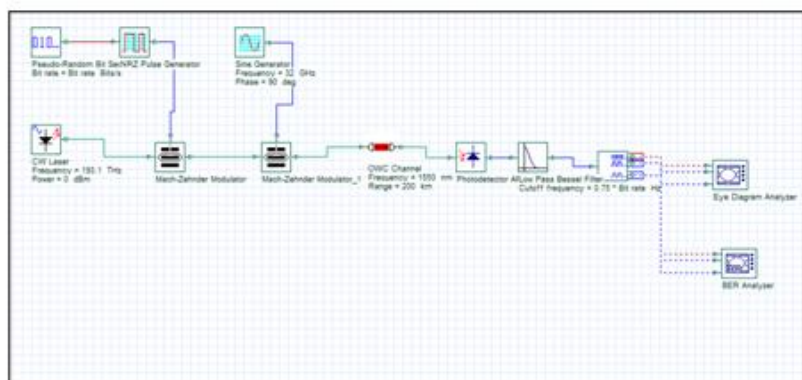 Pseudo-Random Bit SeNRZ Pulse Generator
Bit rate = Bit rate Bits/s
Sine Generator
Frequency = 32 GHz
Phase = 90 deg
CW Laser
Frequency = 193.1 THz
Power = 0 dBm
Mach-Zehnder Modulator
Mach-Zehnder Modulator_1
OWC Channel
Frequency = 1550 nm
Range = 200 km
Photodetector
Low Pass Bessel Filter
Cutoff frequency = 0.75 * Bit rate Hz
Eye Diagram Analyzer
BER Analyzer